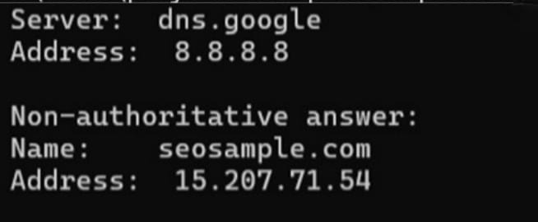 Server:  dns.google
Address:  8.8.8.8
Non-authoritative answer:
Name:    seosample.com
Address:  15.207.71.54